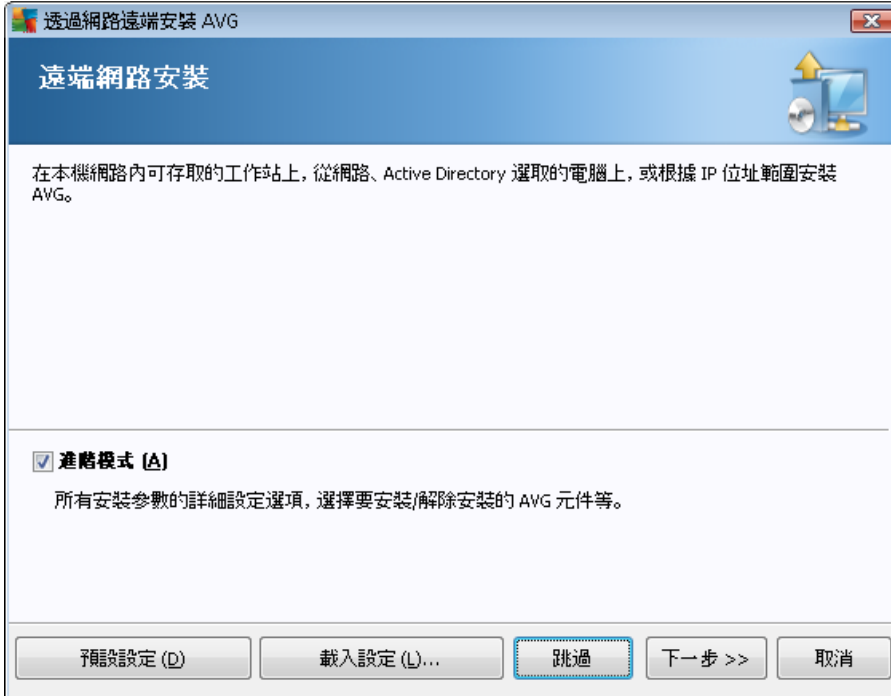 透過網路遠端安裝 AVG
遠端網路安裝
在本機網路內可存取的工作站上，從網路、Active Directory 選取的電腦上，或根據 IP 位址範圍安裝
AVG。
進階模式 (A)
所有安裝參數的詳細設定選項，選擇要安裝/解除安裝的 AVG 元件等。
預設設定 (D) 載入設定 (L)... 跳過 下一步 >> 取消